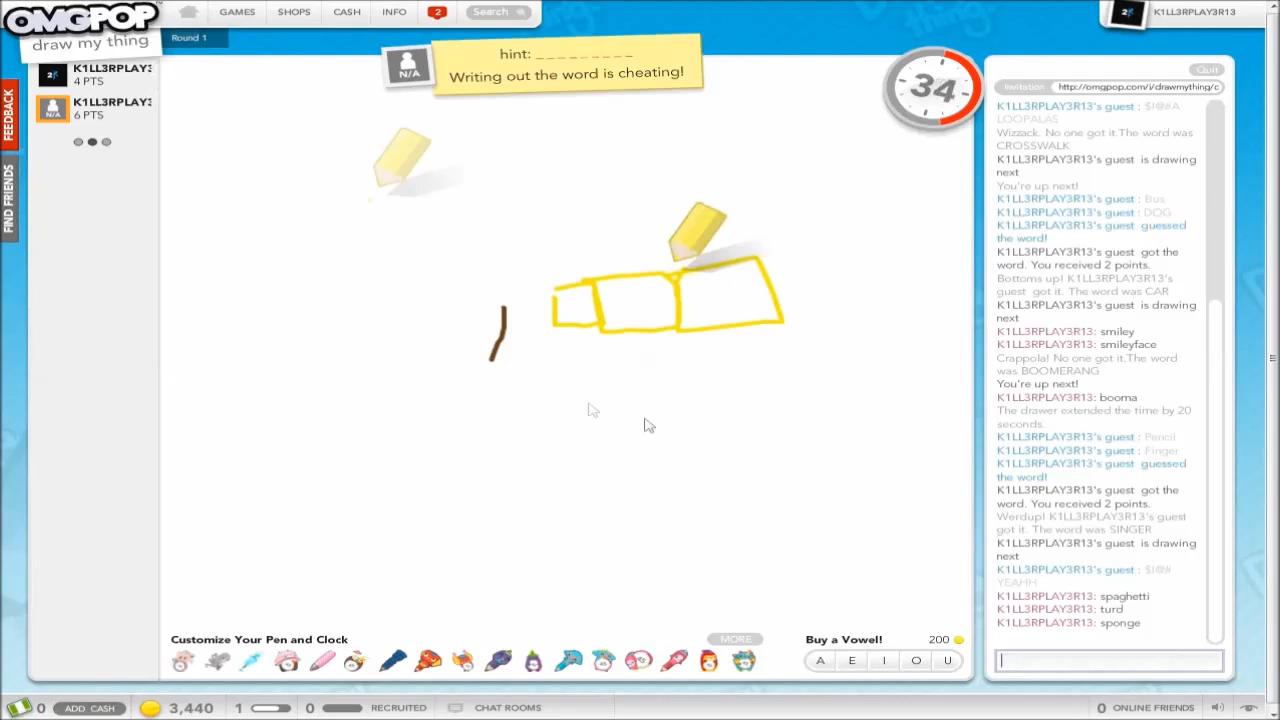 OMGPOP
draw my thing
GAMES
SHOPS
CASH
INFO
2
Search
K1LL3RPLAY3R13
Round 1
hint: _ _ _ _ _ _ _ _ _
Writing out the word is cheating!
N/A
34
Quit
K1LL3RPLAY3
4 PTS
N/A
K1LL3RPLAY3
6 PTS
FEEDBACK
FIND FRIENDS
Invitation
http://omgpop.com/i/drawmything/c
K1LL3RPLAY3R13's guest : $!@#A
LOOPALAS
Wizzack. No one got it.The word was
CROSSWALK
K1LL3RPLAY3R13's guest is drawing
next
You're up next!
K1LL3RPLAY3R13's guest : Bus
K1LL3RPLAY3R13's guest : DOG
K1LL3RPLAY3R13's guest guessed
the word!
K1LL3RPLAY3R13's guest got the
word. You received 2 points.
Bottoms up! K1LL3RPLAY3R13's
guest got it. The word was CAR
K1LL3RPLAY3R13's guest is drawing
next
K1LL3RPLAY3R13: smiley
K1LL3RPLAY3R13: smileyface
Crappola! No one got it.The word
was BOOMERANG
You're up next!
K1LL3RPLAY3R13: booma
The drawer extended the time by 20
seconds.
K1LL3RPLAY3R13's guest : Pencil
K1LL3RPLAY3R13's guest : Finger
K1LL3RPLAY3R13's guest guessed
the word!
K1LL3RPLAY3R13's guest got the
word. You received 2 points.
Werdup! K1LL3RPLAY3R13's guest
got it. The word was SINGER
K1LL3RPLAY3R13's guest is drawing
next
K1LL3RPLAY3R13's guest : $!@#
YEAHH
K1LL3RPLAY3R13: spaghetti
K1LL3RPLAY3R13: turd
K1LL3RPLAY3R13: sponge
Customize Your Pen and Clock
MORE
Buy a Vowel!
200
A E I O U
0
ADD CASH
3,440
1
0
RECRUITED
CHAT ROOMS
0 ONLINE FRIENDS